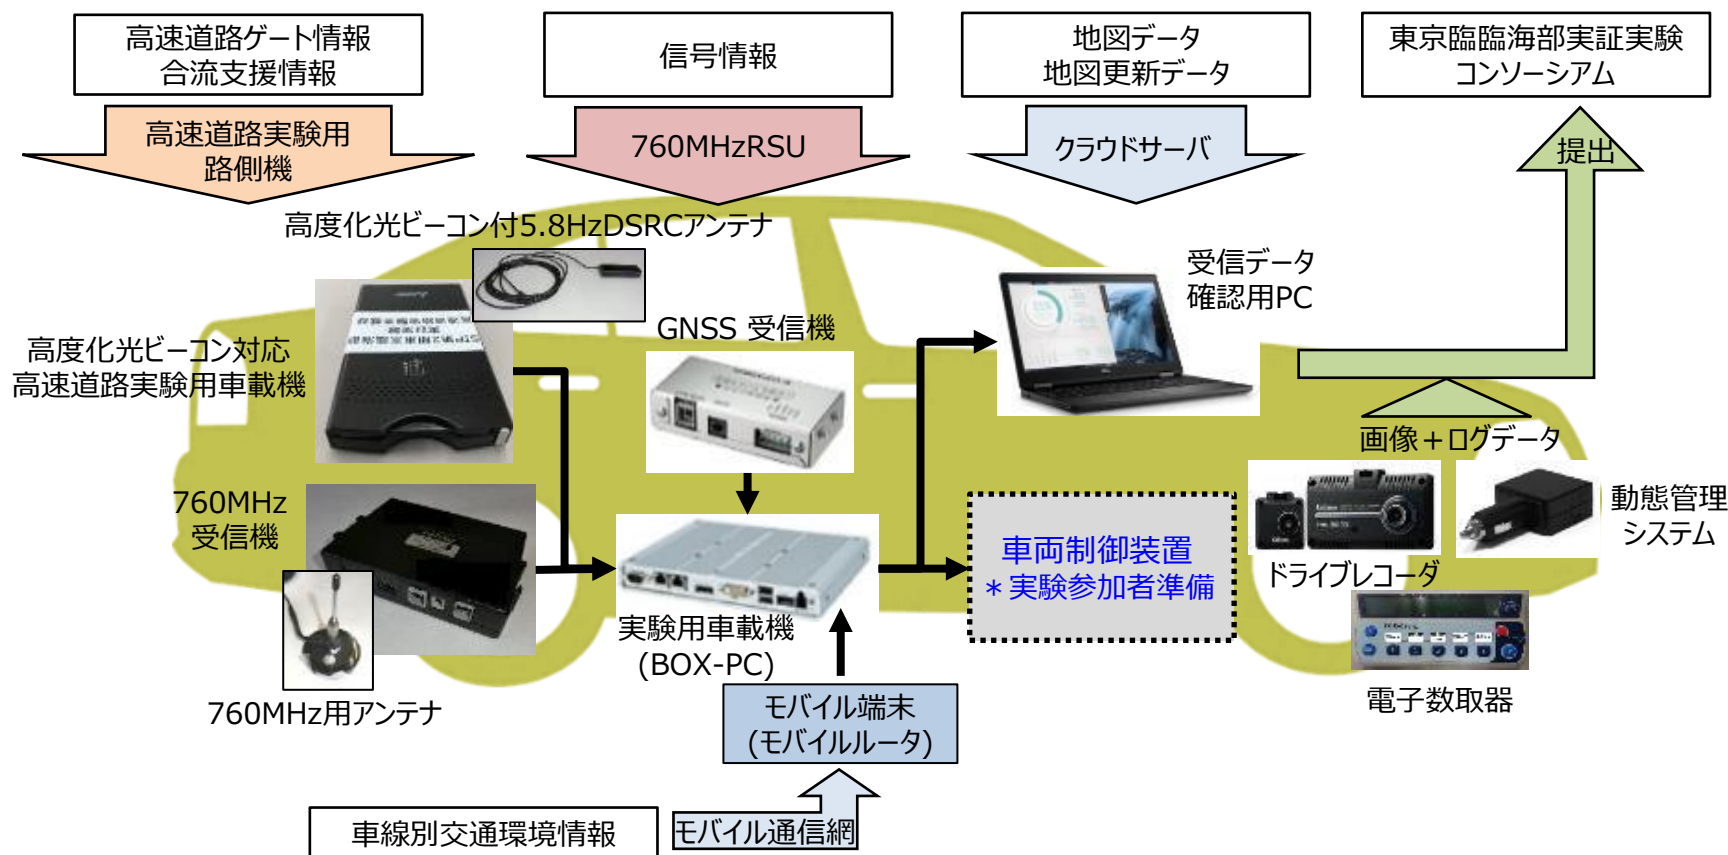 高速道路ゲート情報
合流支援情報
信号情報
地図データ
地図更新データ
東京臨臨海部実証実験
コンソーシアム
高速道路実験用
路側機
760MHzRSU
クラウドサーバ
提出
高度化光ビーコン付5.8HzDSRCアンテナ
受信データ
確認用PC
GNSS 受信機
高度化光ビーコン対応
高速道路実験用車載機
画像+ログデータ
760MHz
受信機
動態管理
システム
車両制御装置
*実験参加者準備
ドライブレコーダ
実験用車載機
(BOX-PC)
760MHz用アンテナ
モバイル端末
(モバイルルータ)
電子数取器
車線別交通環境情報
モバイル通信網